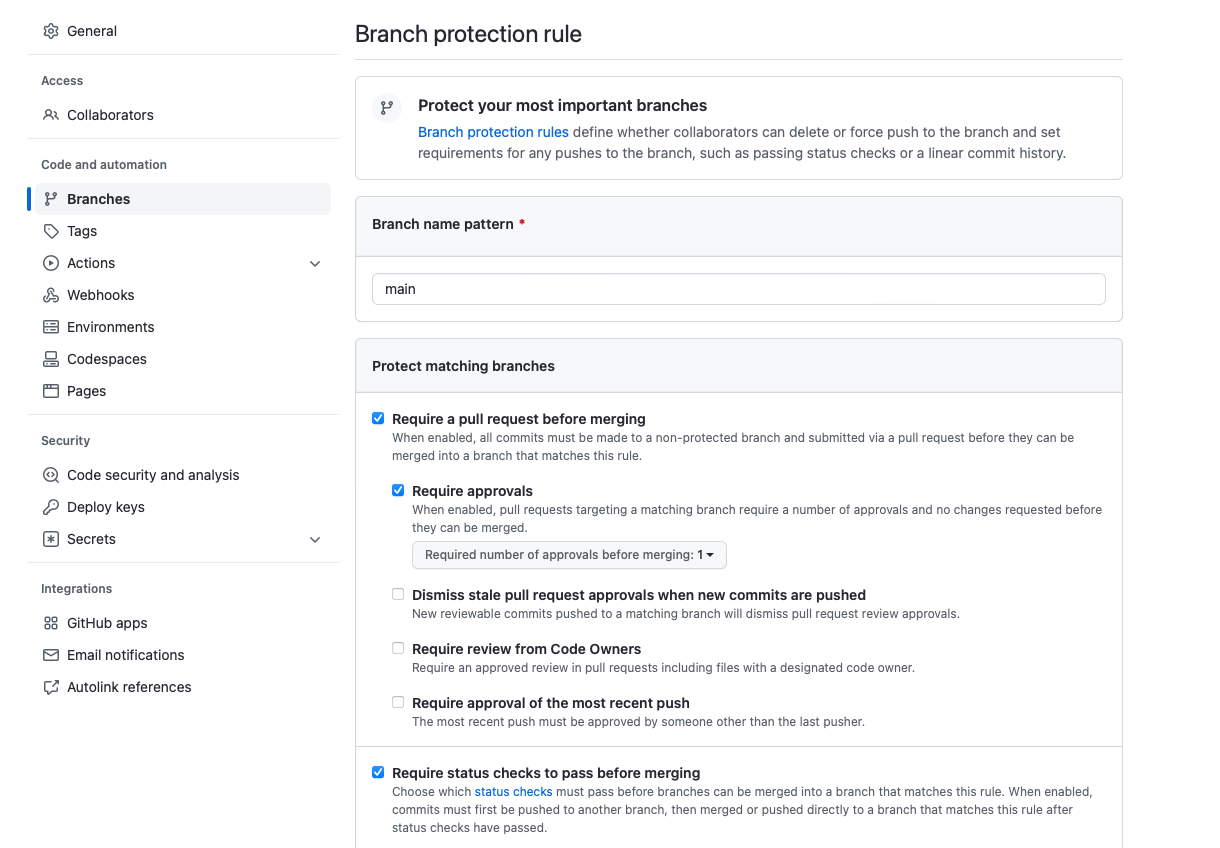 General
Access
Collaborators
Code and automation
Branches
Tags
Actions
Webhooks
Environments
Codespaces
Pages
Security
Code security and analysis
Deploy keys
Secrets
Integrations
GitHub apps
Email notifications
Autolink references
Branch protection rule
Protect your most important branches
Branch protection rules define whether collaborators can delete or force push to the branch and set
requirements for any pushes to the branch, such as passing status checks or a linear commit history.
Branch name pattern *
main
Protect matching branches
Require a pull request before merging
When enabled, all commits must be made to a non-protected branch and submitted via a pull request before they can be
merged into a branch that matches this rule.
Require approvals
When enabled, pull requests targeting a matching branch require a number of approvals and no changes requested before
they can be merged.
Required number of approvals before merging: 1
Dismiss stale pull request approvals when new commits are pushed
New reviewable commits pushed to a matching branch will dismiss pull request review approvals.
Require review from Code Owners
Require an approved review in pull requests including files with a designated code owner.
Require approval of the most recent push
The most recent push must be approved by someone other than the last pusher.
Require status checks to pass before merging
Choose which status checks must pass before branches can be merged into a branch that matches this rule. When enabled,
commits must first be pushed to another branch, then merged or pushed directly to a branch that matches this rule after
status checks have passed.